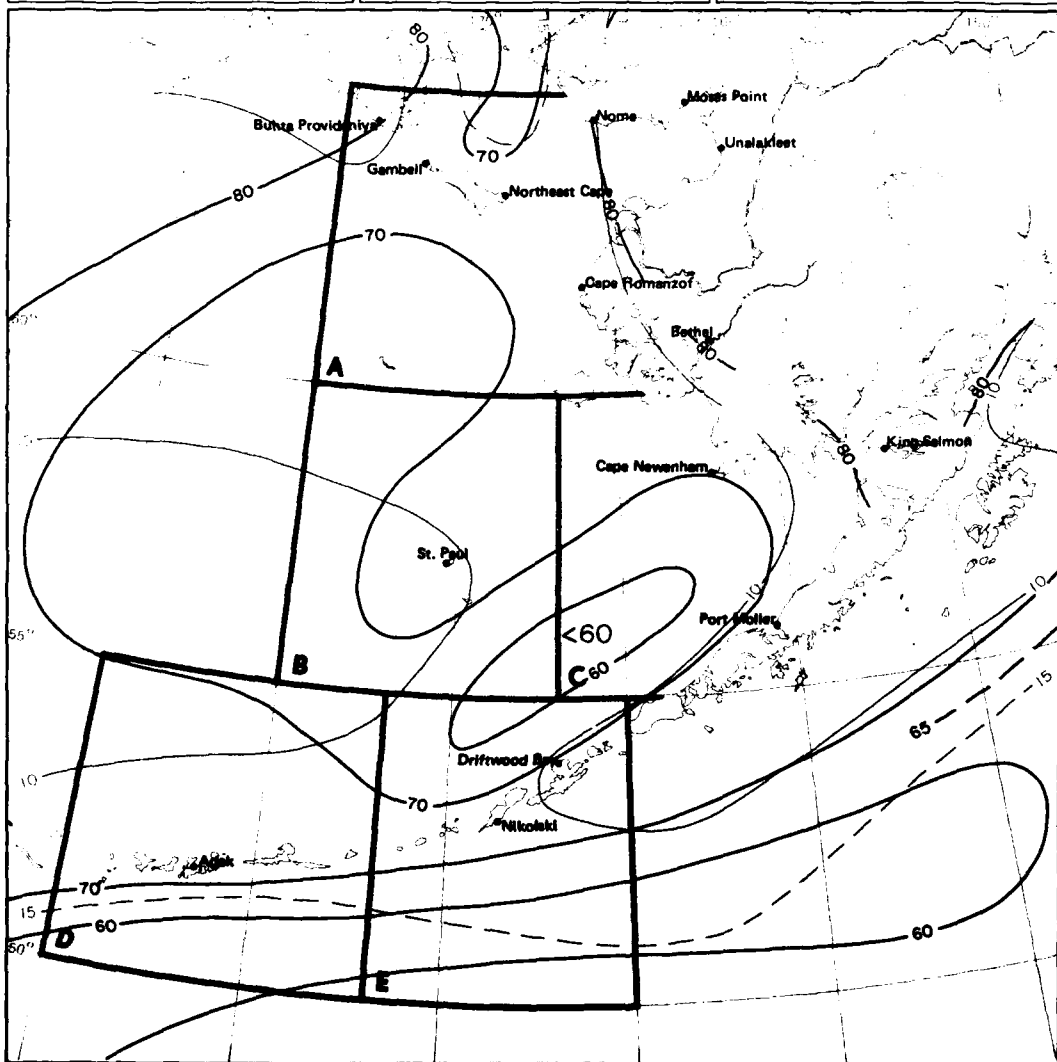 80
Moses Point
Nome
Bukhta Provideniya
Unalakleet
70
Gambell
Northeast Cape
80
80
70
Cape Romanzof
Bethel
80
A
80
10
King Salmon
80
Cape Newenham
St. Paul
10
10
Port Moller
<60
55°
B
60
C
65
15
Driftwood
10
70
Nikolski
Adak
70
15
60
60
50°
D
E